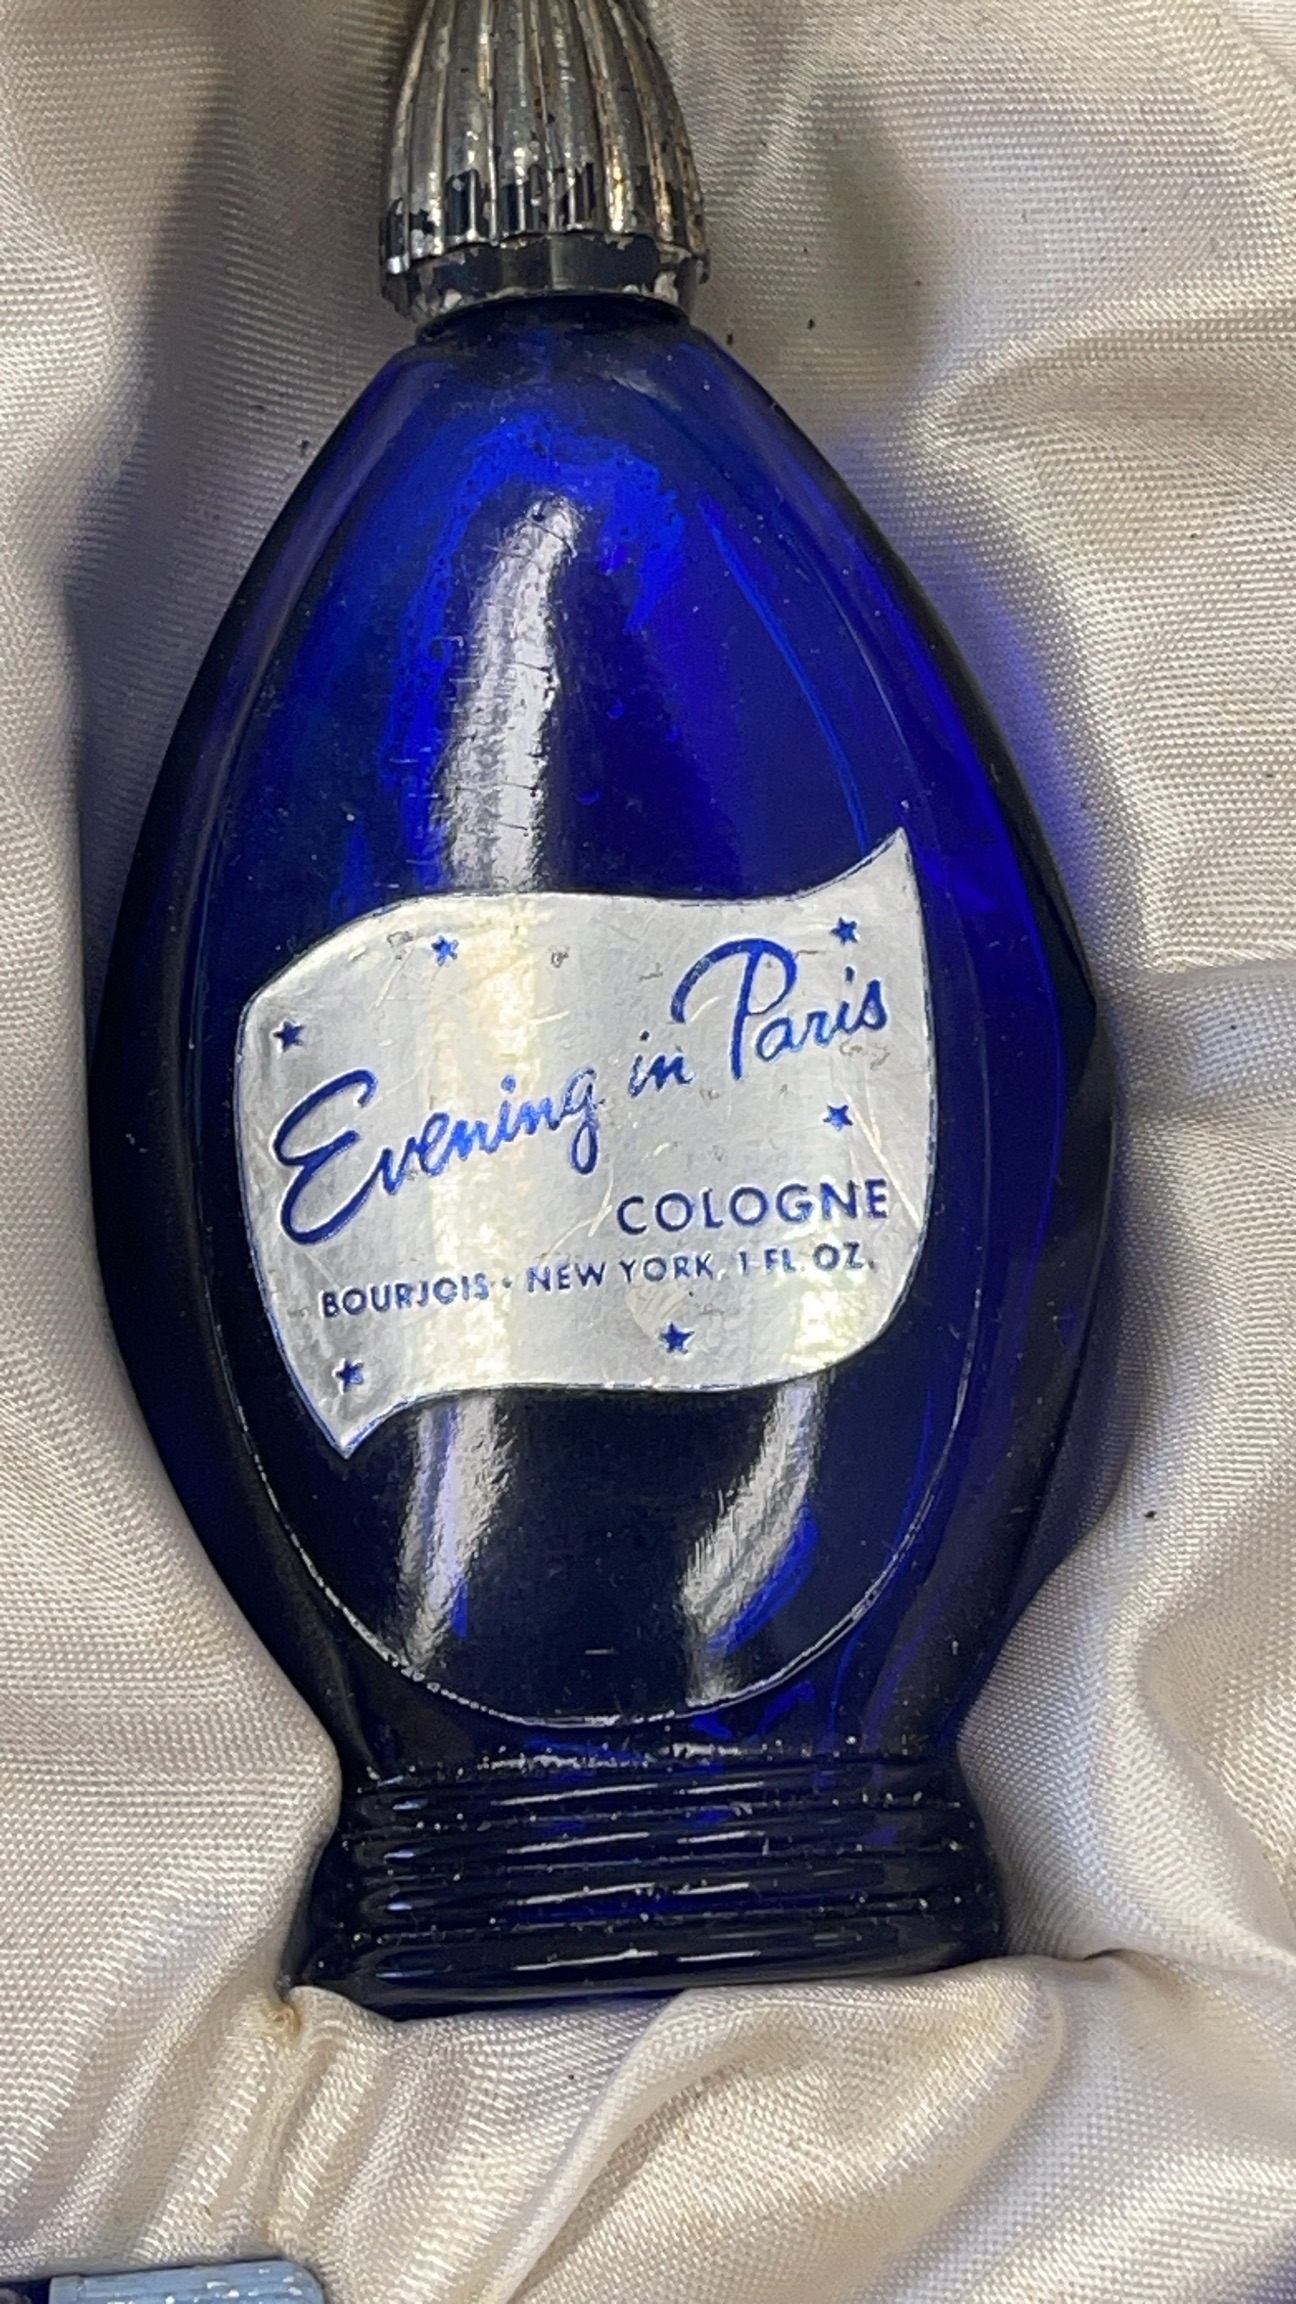 Evening in Paris
COLOGNE
BOURJOIS · NEW YORK, 1 FL. OZ.